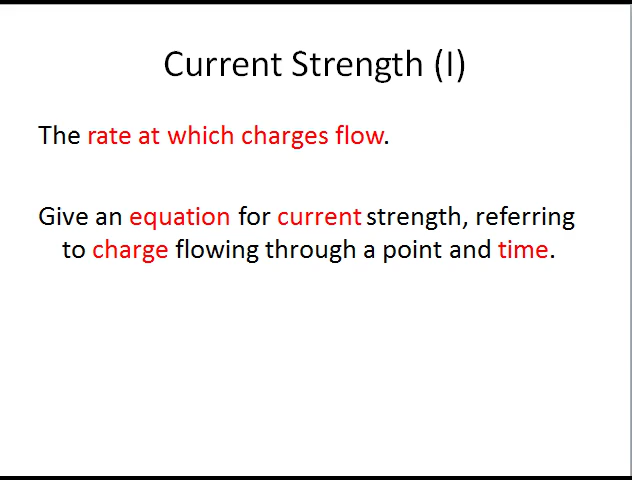 Current Strength (I)
The rate at which charges flow.
Give an equation for current strength, referring
to charge flowing through a point and time.